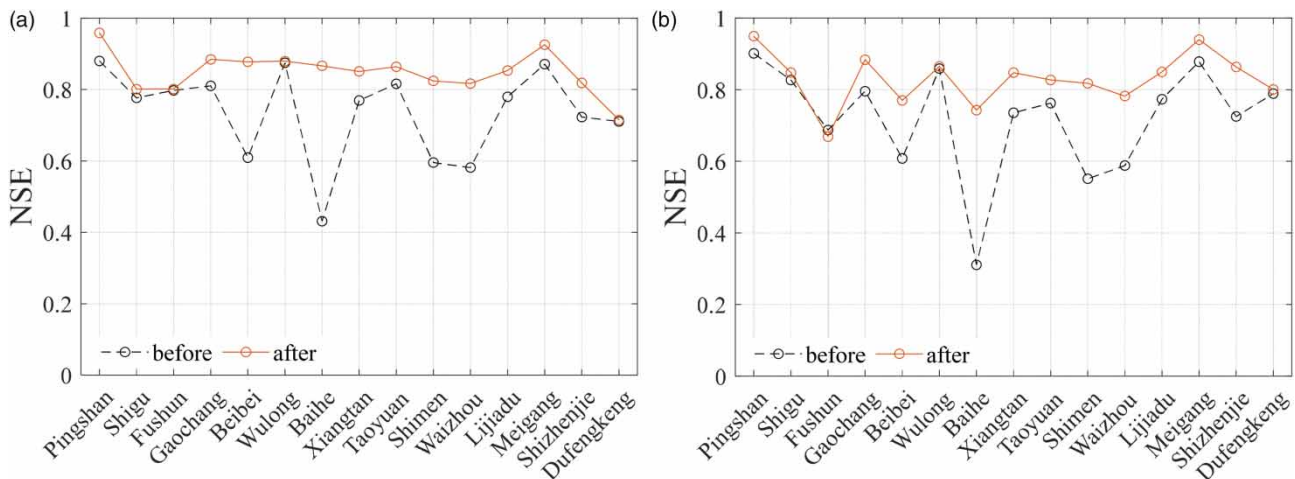 (a)
1
0.8
0.6
0.4
0.2
0
NSE
before after
Pingshan
Shigu
Fushun
Gaochang
Beibei
Wulong
Baihe
Xiangtan
Taoyuan
Shimen
Waizhou
Lijiadu
Meigang
Shizhenjie
Dufengkeng
(b)
1
0.8
0.6
0.4
0.2
0
NSE
before after
Pingshan
Shigu
Fushun
Gaochang
Beibei
Wulong
Baihe
Xiangtan
Taoyuan
Shimen
Waizhou
Lijiadu
Meigang
Shizhenjie
Dufengkeng